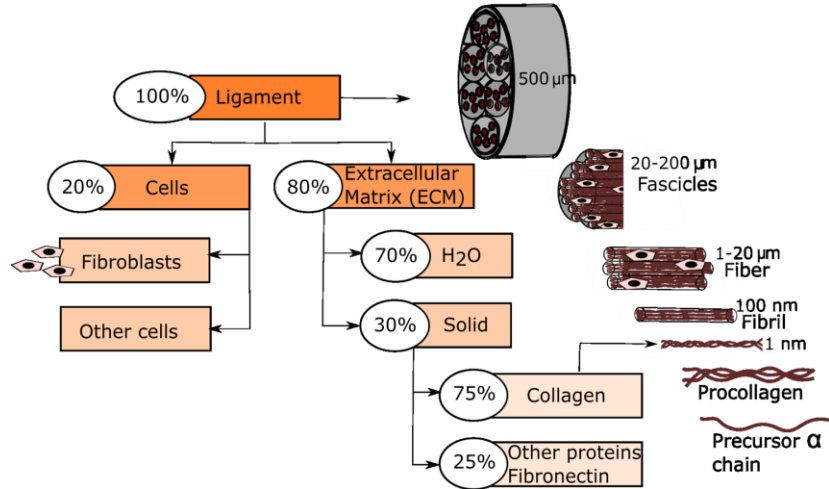 100% Ligament
500 µm
20% Cells
80% Extracellular
Matrix (ECM)
20-200 µm
Fascicles
Fibroblasts
70% H2O
1-20 µm
Fiber
Other cells
30% Solid
100 nm
Fibril
1 nm
75% Collagen
Procollagen
25% Other proteins
Fibronectin
Precursor α
chain